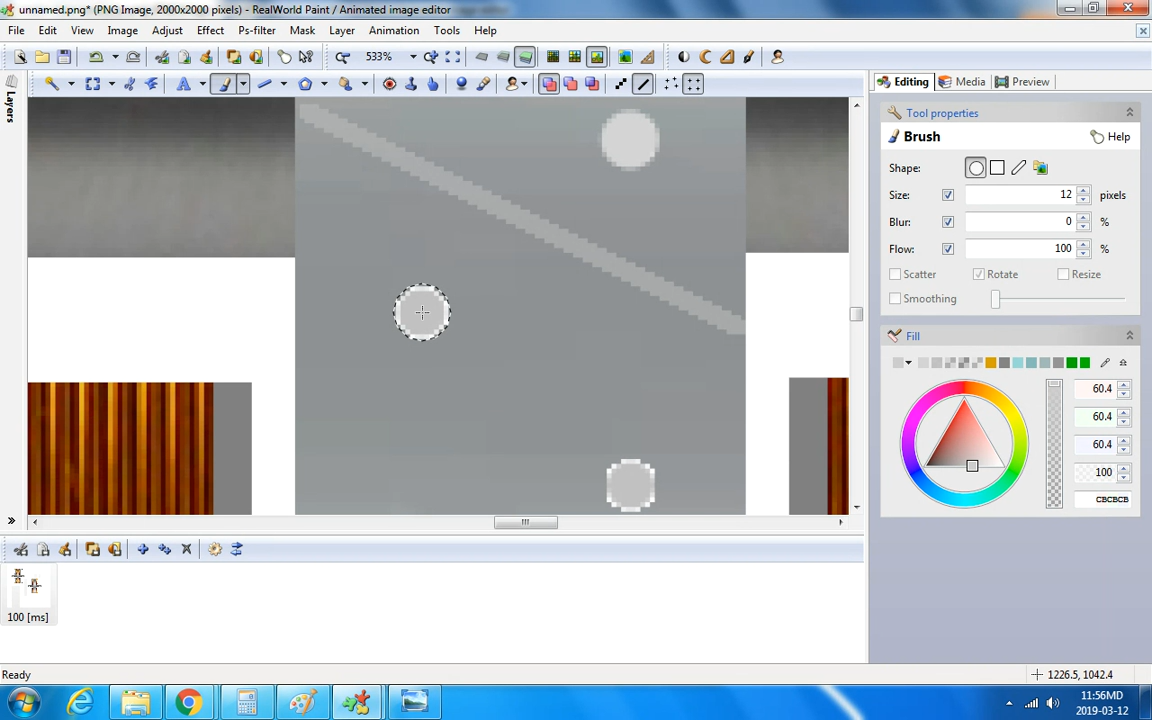 unnamed.png* (PNG Image, 2000x2000 pixels) - RealWorld Paint / Animated image editor
File Edit View Image Adjust Effect Ps-filter Mask Layer Animation Tools Help
533%
Editing Media Preview
Layers
Tool properties
Brush Help
Shape:
Size: 12 pixels
Blur: 0 %
Flow: 100 %
Scatter Rotate Resize
Smoothing
Fill
60.4
60.4
60.4
100
CBCBCB
100 [ms]
Ready
1226.5, 1042.4
11:56MD
2019-03-12